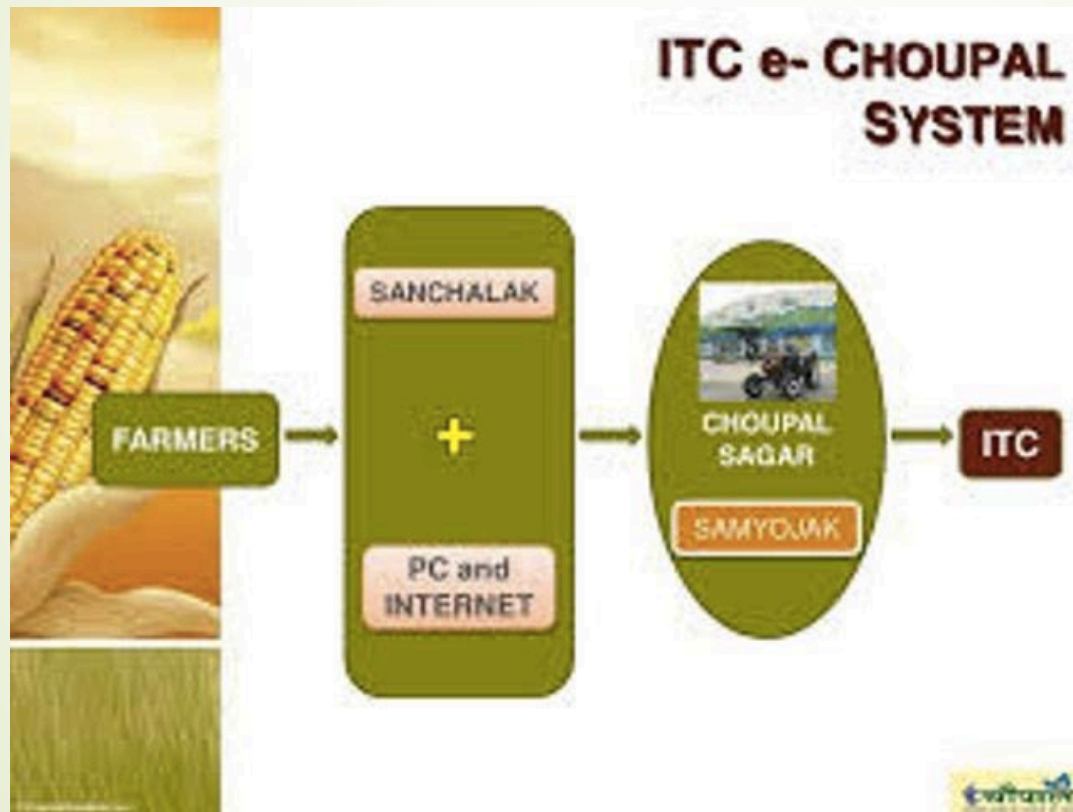 ITC e- CHOUPAL
SYSTEM
FARMERS
SANCHALAK
+
PC and
INTERNET
CHOUPAL
SAGAR
SAMYOJAK
ITC